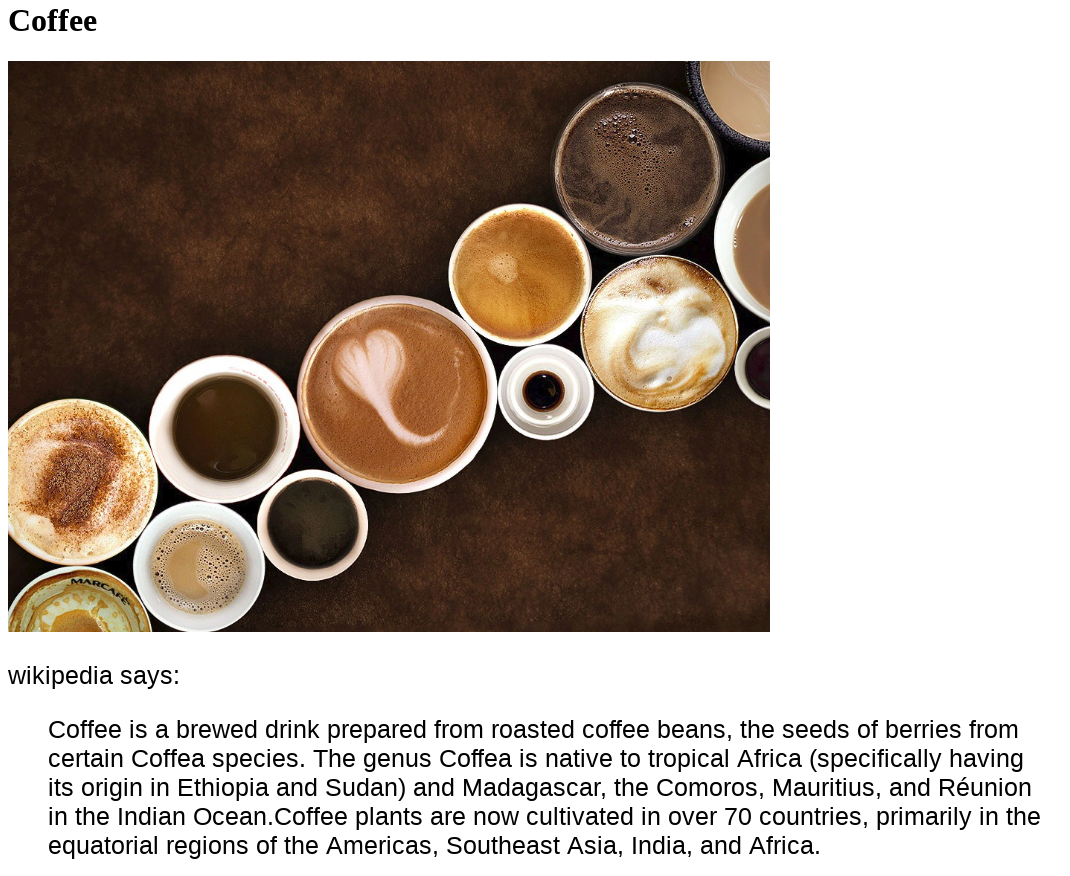 Coffee
MARCAFÉ
wikipedia says:
Coffee is a brewed drink prepared from roasted coffee beans, the seeds of berries from
certain Coffea species. The genus Coffea is native to tropical Africa (specifically having
its origin in Ethiopia and Sudan) and Madagascar, the Comoros, Mauritius, and Réunion
in the Indian Ocean.Coffee plants are now cultivated in over 70 countries, primarily in the
equatorial regions of the Americas, Southeast Asia, India, and Africa.